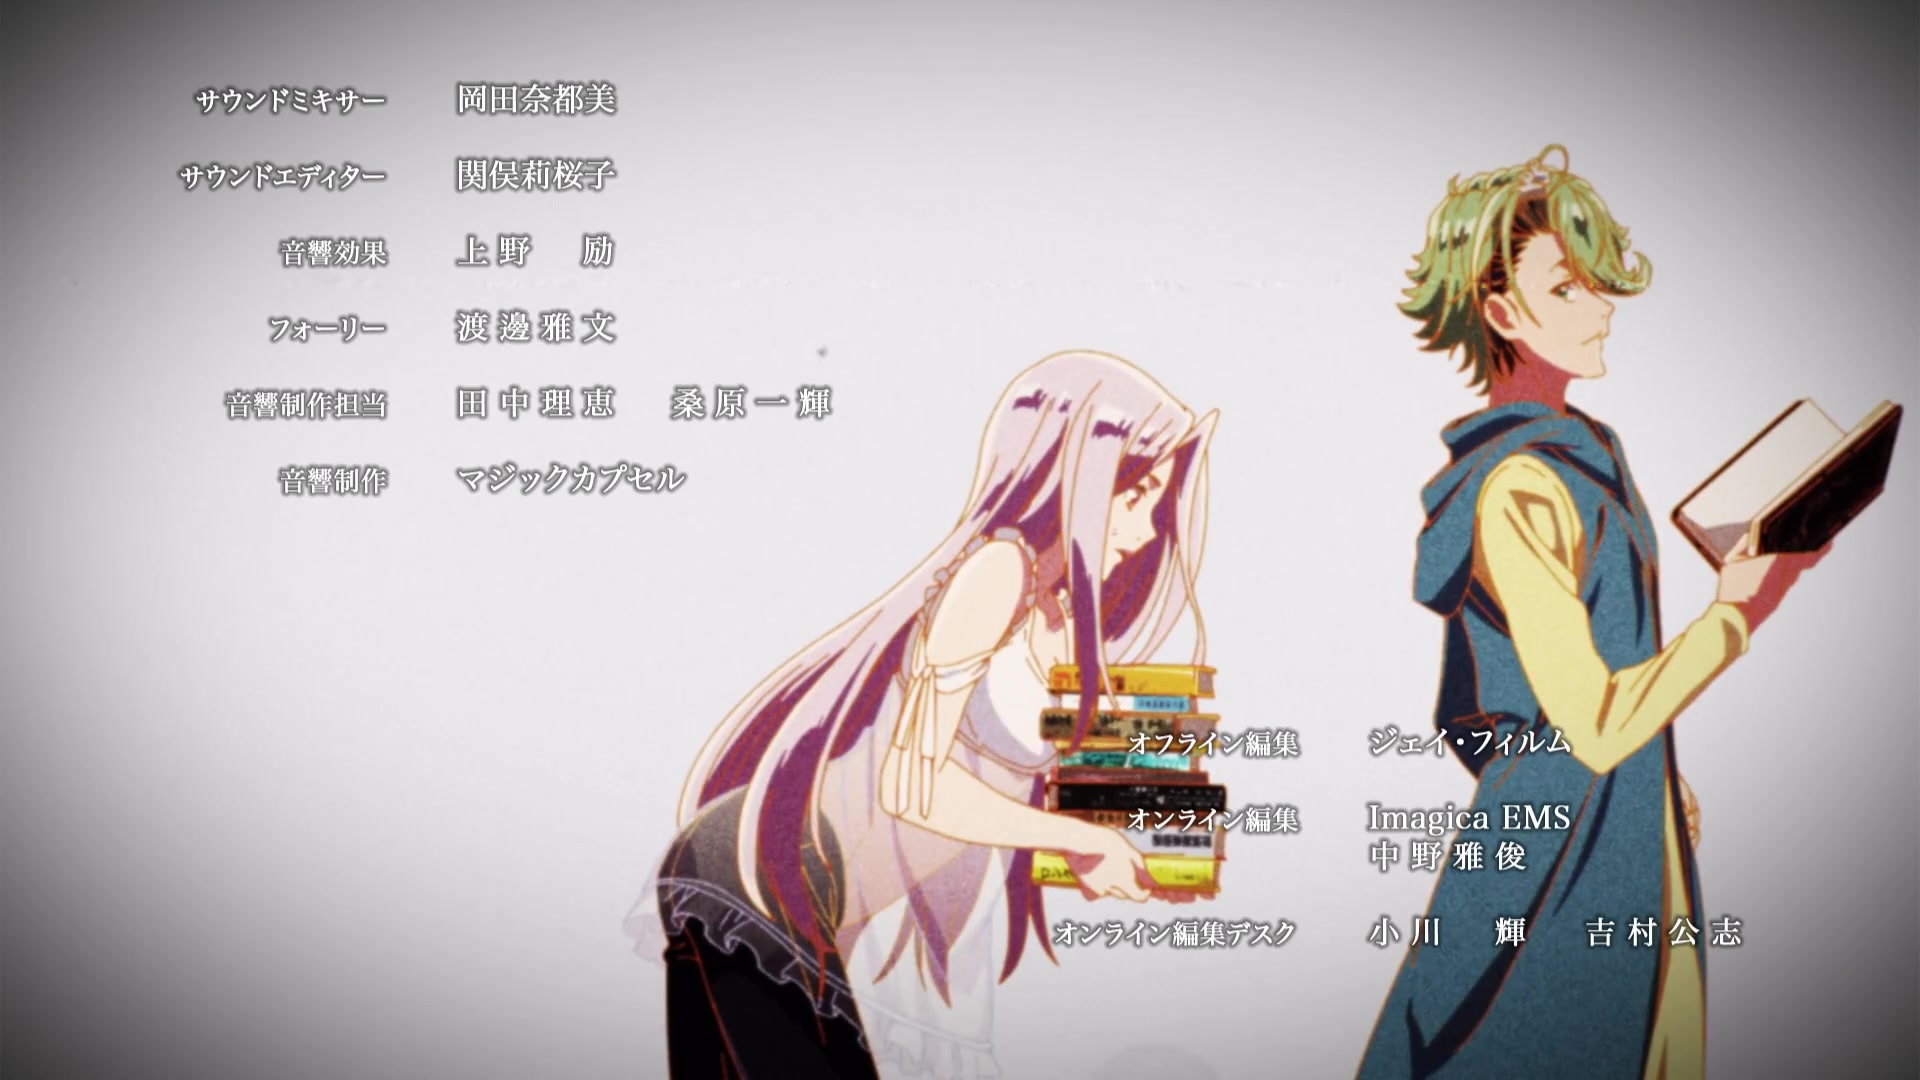 サウンドミキサー 岡田奈都美
サウンドエディター 関俣莉桜子
音響効果 上野 励
フォーリー 渡邊雅文
音響制作担当 田中理恵 桑原一輝
音響制作 マジックカプセル
オフライン編集 ジェイ・フィルム
オンライン編集 Imagica EMS
中野雅俊
オンライン編集デスク 小川 輝 吉村公志